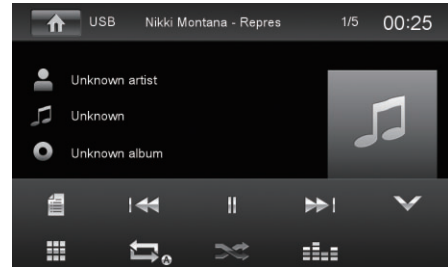 USB Nikki Montana - Repres 1/5 00:25
Unknown artist
Unknown
Unknown album